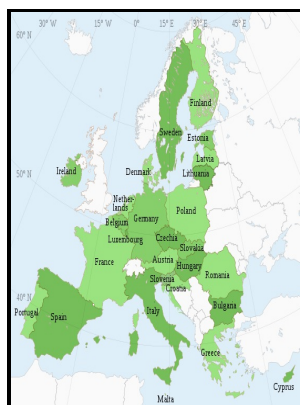 60° N
15° W
0°
15° E
30° E
45° E
Finland
Sweden
Estonia
Latvia
Denmark
Lithuania
Ireland
50° N
Nether-
lands
Belgium
Germany
Poland
Luxembourg
Czechia
Slovakia
France
Austria
Hungary
Slovenia
Romania
Croatia
40° N
Portugal
Spain
Italy
Bulgaria
Greece
Malta
Cyprus